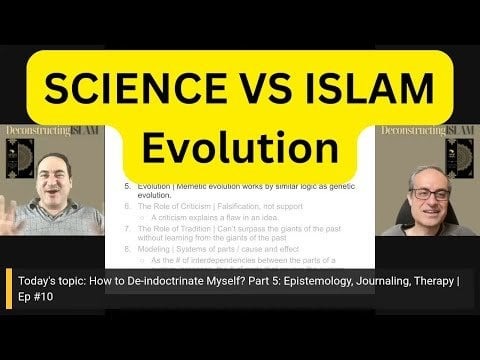 SCIENCE VS ISLAM
Evolution
Deconstructing ISLAM
Deconstructing ISLAM
5. Evolution | Memetic evolution works by similar logic as genetic
evolution.
6. The Role of Criticism | Falsification, not support
○ A criticism explains a flaw in an idea.
7. The Role of Tradition | Can't surpass the giants of the past
without learning from the giants of the past
8. Modeling | Systems of parts / cause and effect
○ As the # of interdependencies between the parts of a
Today's topic: How to De-indoctrinate Myself? Part 5: Epistemology, Journaling, Therapy |
Ep #10